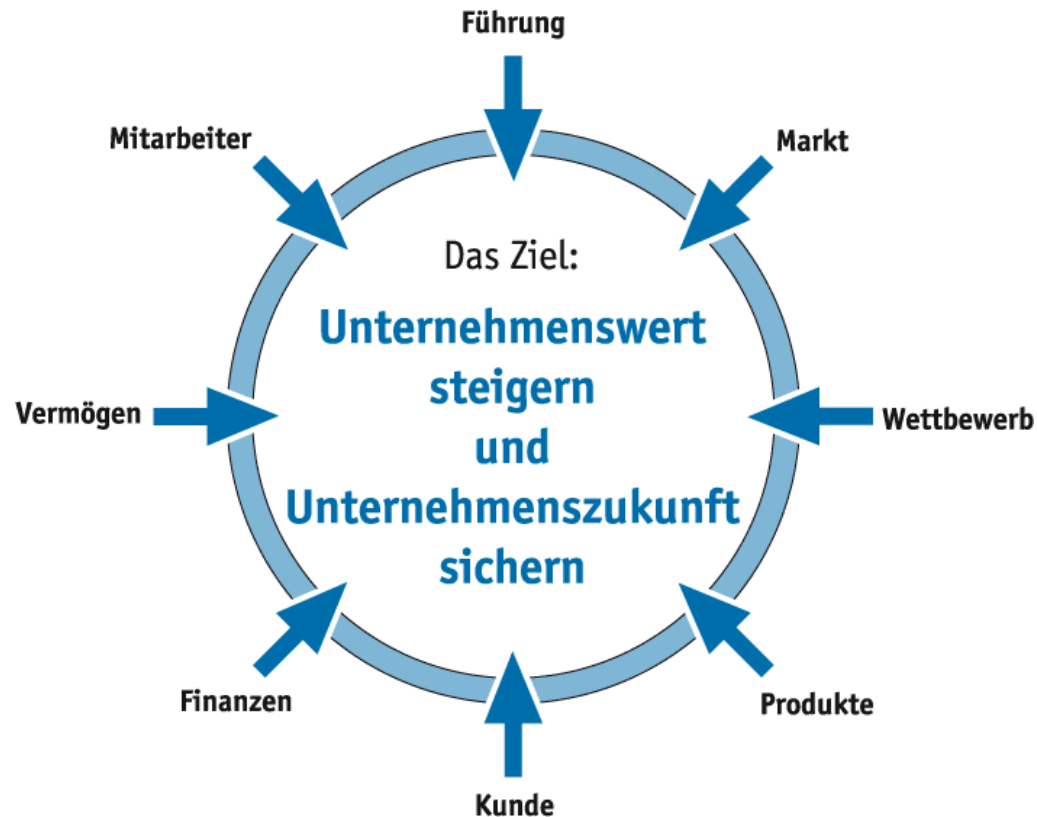 Führung
Mitarbeiter
Markt
Das Ziel:
Unternehmenswert
steigern
und
Unternehmenszukunft
sichern
Vermögen
Wettbewerb
Finanzen
Produkte
Kunde